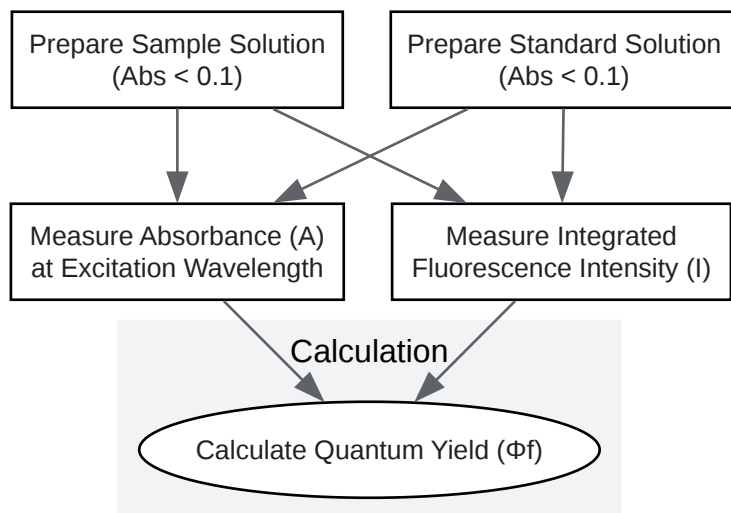 Prepare Sample Solution
(Abs < 0.1)
Prepare Standard Solution
(Abs < 0.1)
Measure Absorbance (A)
at Excitation Wavelength
Measure Integrated
Fluorescence Intensity (I)
Calculation
Calculate Quantum Yield (Φf)